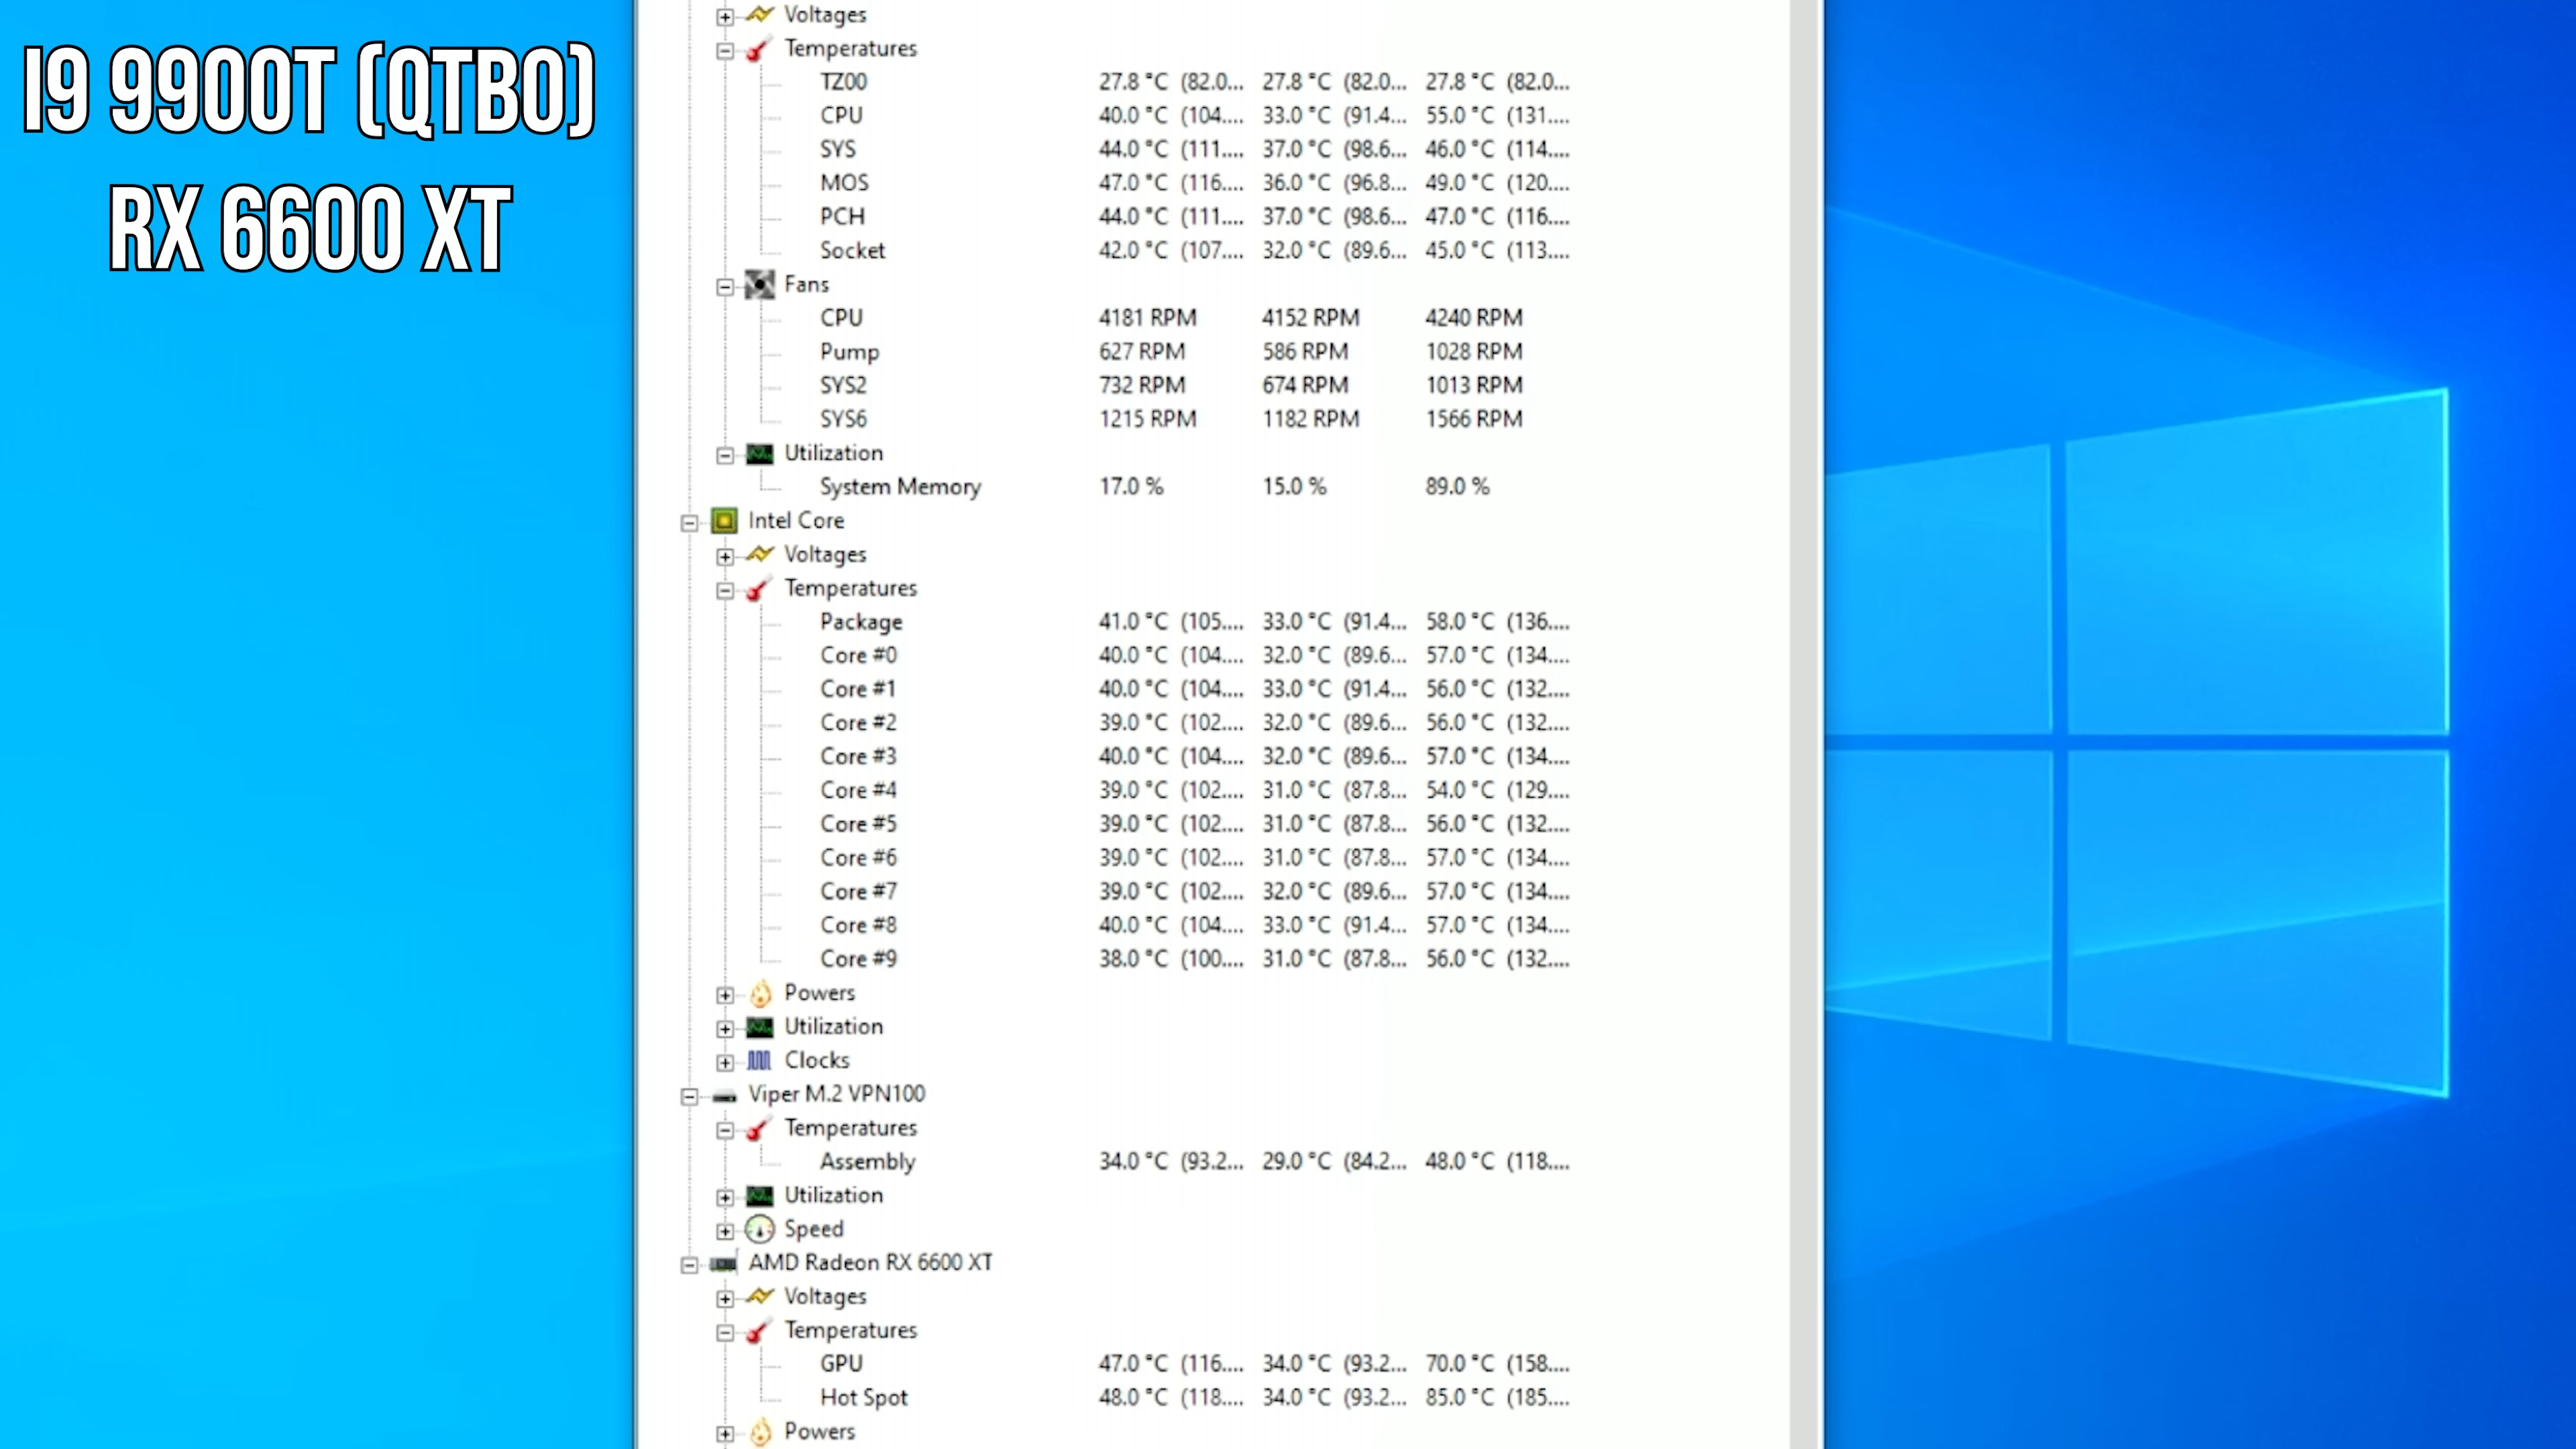 I9 9900T (QTB0)
RX 6600 XT
Voltages
Temperatures
TZ00 27.8 °C (82.0... 27.8 °C (82.0... 27.8 °C (82.0...
CPU 40.0 °C (104.... 33.0 °C (91.4... 55.0 °C (131....
SYS 44.0 °C (111.... 37.0 °C (98.6... 46.0 °C (114....
MOS 47.0 °C (116.... 36.0 °C (96.8... 49.0 °C (120....
PCH 44.0 °C (111.... 37.0 °C (98.6... 47.0 °C (116....
Socket 42.0 °C (107.... 32.0 °C (89.6... 45.0 °C (113....
Fans
CPU 4181 RPM 4152 RPM 4240 RPM
Pump 627 RPM 586 RPM 1028 RPM
SYS2 732 RPM 674 RPM 1013 RPM
SYS6 1215 RPM 1182 RPM 1566 RPM
Utilization
System Memory 17.0 % 15.0 % 89.0 %
Intel Core
Voltages
Temperatures
Package 41.0 °C (105.... 33.0 °C (91.4... 58.0 °C (136....
Core #0 40.0 °C (104.... 32.0 °C (89.6... 57.0 °C (134....
Core #1 40.0 °C (104.... 33.0 °C (91.4... 56.0 °C (132....
Core #2 39.0 °C (102.... 32.0 °C (89.6... 56.0 °C (132....
Core #3 40.0 °C (104.... 32.0 °C (89.6... 57.0 °C (134....
Core #4 39.0 °C (102.... 31.0 °C (87.8... 54.0 °C (129....
Core #5 39.0 °C (102.... 31.0 °C (87.8... 56.0 °C (132....
Core #6 39.0 °C (102.... 31.0 °C (87.8... 57.0 °C (134....
Core #7 39.0 °C (102.... 32.0 °C (89.6... 57.0 °C (134....
Core #8 40.0 °C (104.... 33.0 °C (91.4... 57.0 °C (134....
Core #9 38.0 °C (100.... 31.0 °C (87.8... 56.0 °C (132....
Powers
Utilization
Clocks
Viper M.2 VPN100
Temperatures
Assembly 34.0 °C (93.2... 29.0 °C (84.2... 48.0 °C (118....
Utilization
Speed
AMD Radeon RX 6600 XT
Voltages
Temperatures
GPU 47.0 °C (116.... 34.0 °C (93.2... 70.0 °C (158....
Hot Spot 48.0 °C (118.... 34.0 °C (93.2... 85.0 °C (185....
Powers